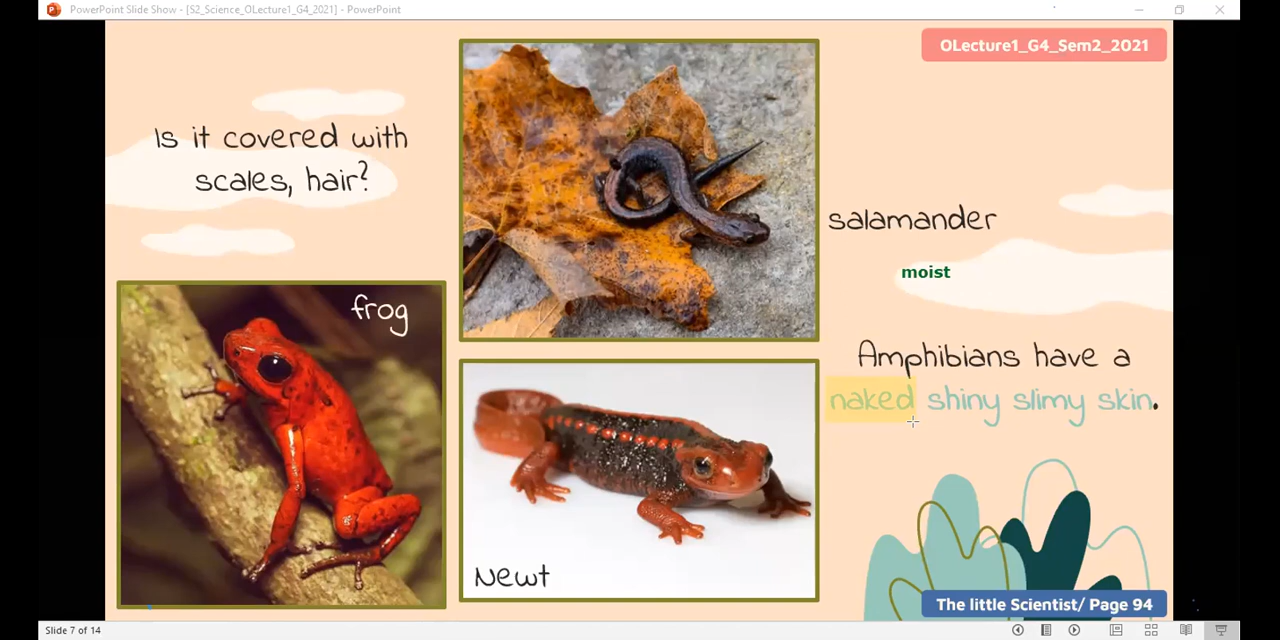 PowerPoint Slide Show - [S2_Science_OLecture1_G4_2021] - PowerPoint
OLecture1_G4_Sem2_2021
Is it covered with
scales, hair?
salamander
moist
frog
Amphibians have a
naked shiny slimy skin.
Newt
The little Scientist/ Page 94
Slide 7 of 14